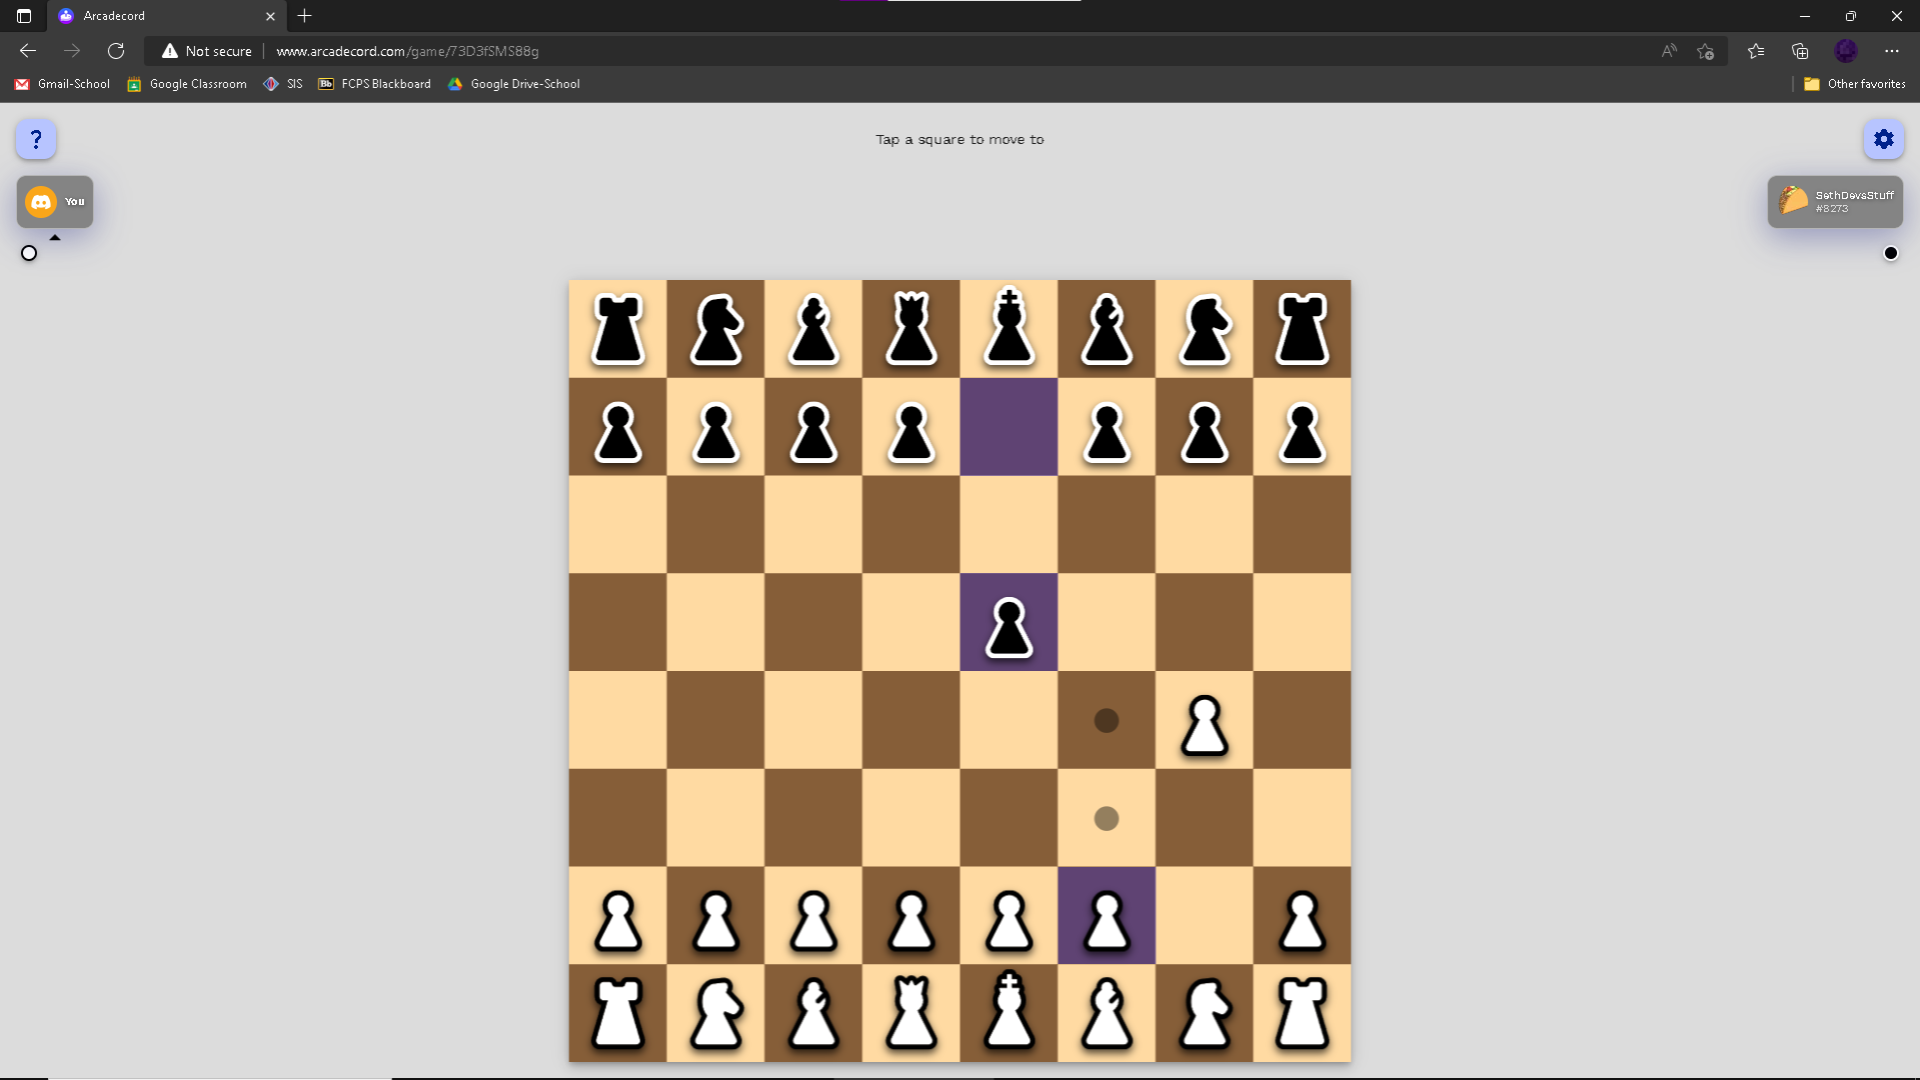 Arcadecord
Not secure www.arcadecord.com/game/73D3fSMS88g
Gmail-School Google Classroom SIS Bb FCPS Blackboard Google Drive-School Other favorites
? Tap a square to move to
You SethDevsStuff
#8273